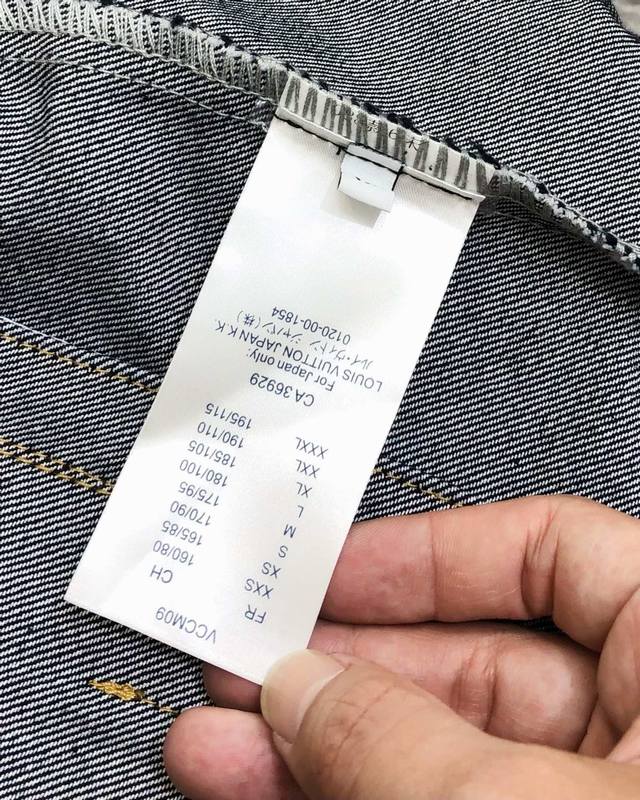 VCCM09
FR CH
XXS 160/80
XS 165/85
S 170/90
M 175/95
L 180/100
XL 185/105
XXL 190/110
XXXL 195/115
CA 36929
For Japan only:
LOUIS VUITTON JAPAN K.K.
ルイ・ヴィトン ジャパン(株)
0120-00-1854